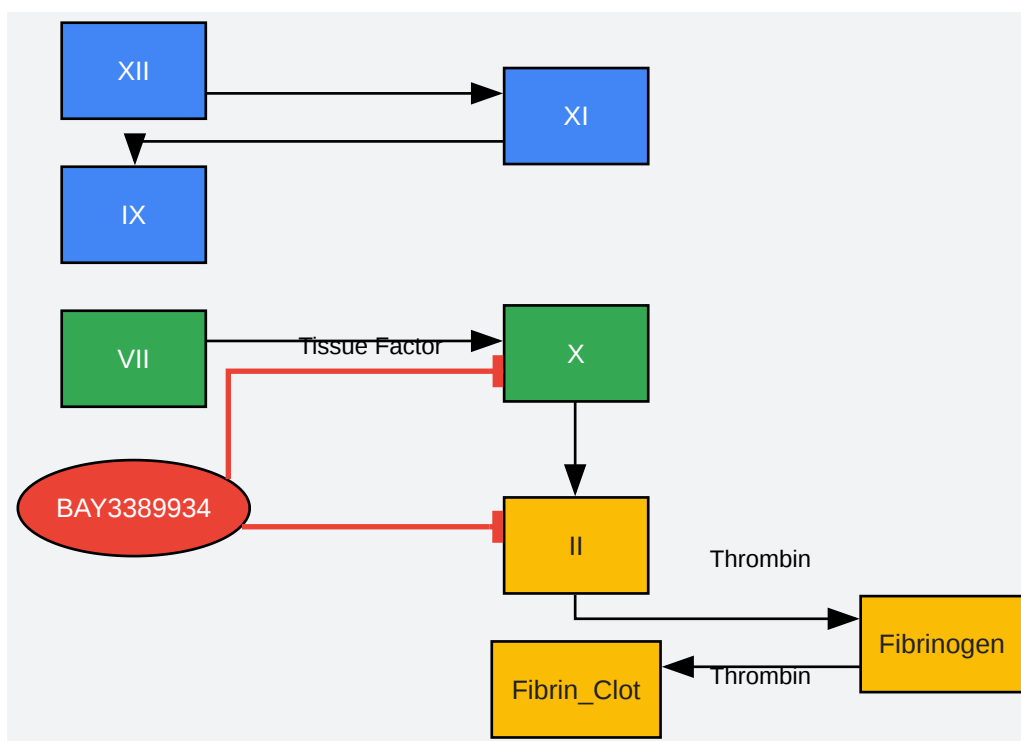 XII
XI
IX
VII
Tissue Factor
X
BAY3389934
II
Thrombin
Fibrinogen
Thrombin
Fibrin_Clot